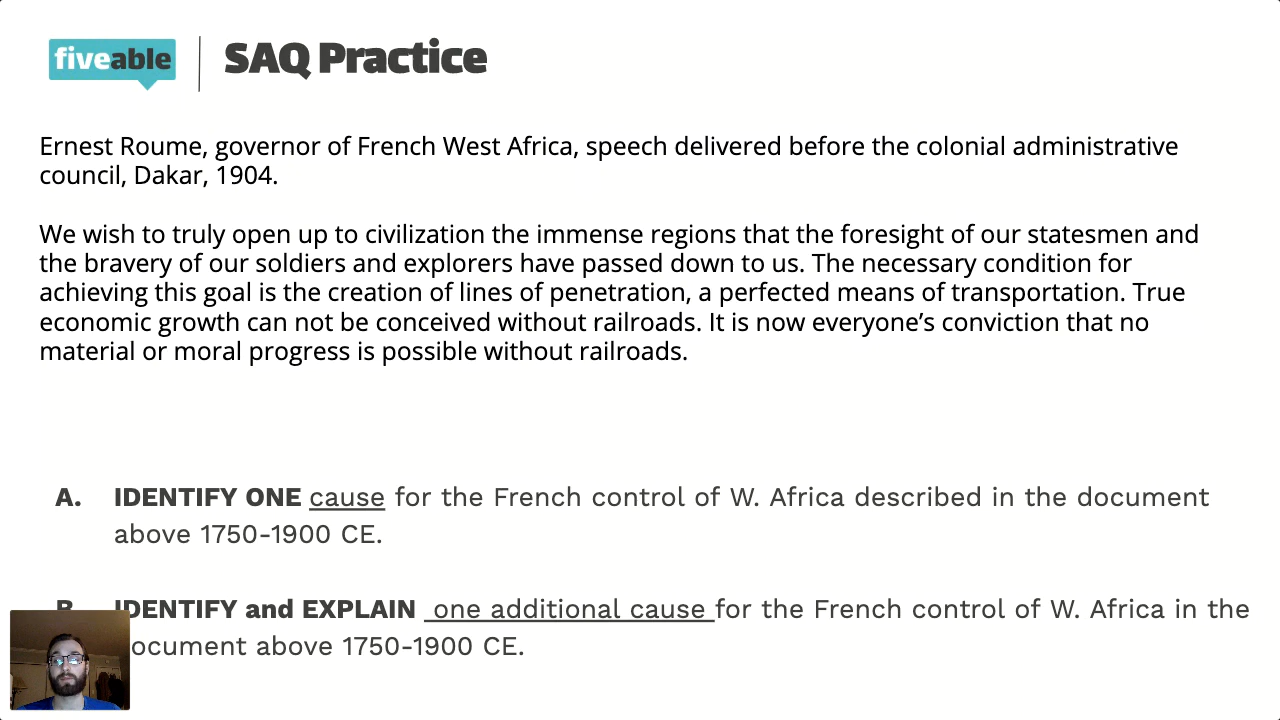 fiveable
SAQ Practice
Ernest Roume, governor of French West Africa, speech delivered before the colonial administrative
council, Dakar, 1904.
We wish to truly open up to civilization the immense regions that the foresight of our statesmen and
the bravery of our soldiers and explorers have passed down to us. The necessary condition for
achieving this goal is the creation of lines of penetration, a perfected means of transportation. True
economic growth can not be conceived without railroads. It is now everyone’s conviction that no
material or moral progress is possible without railroads.
A. IDENTIFY ONE cause for the French control of W. Africa described in the document
above 1750-1900 CE.
B. IDENTIFY and EXPLAIN one additional cause for the French control of W. Africa in the
ocument above 1750-1900 CE.